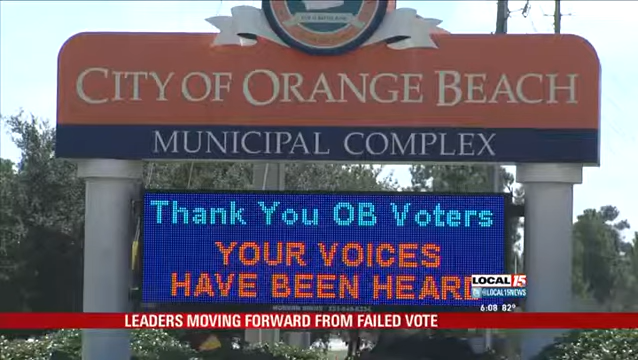 CITY OF ORANGE BEACH
MUNICIPAL COMPLEX
Thank You OB Voters
YOUR VOICES
HAVE BEEN HEARD
LOCAL 15
@LOCAL15NEWS
6:08 82°
LEADERS MOVING FORWARD FROM FAILED VOTE